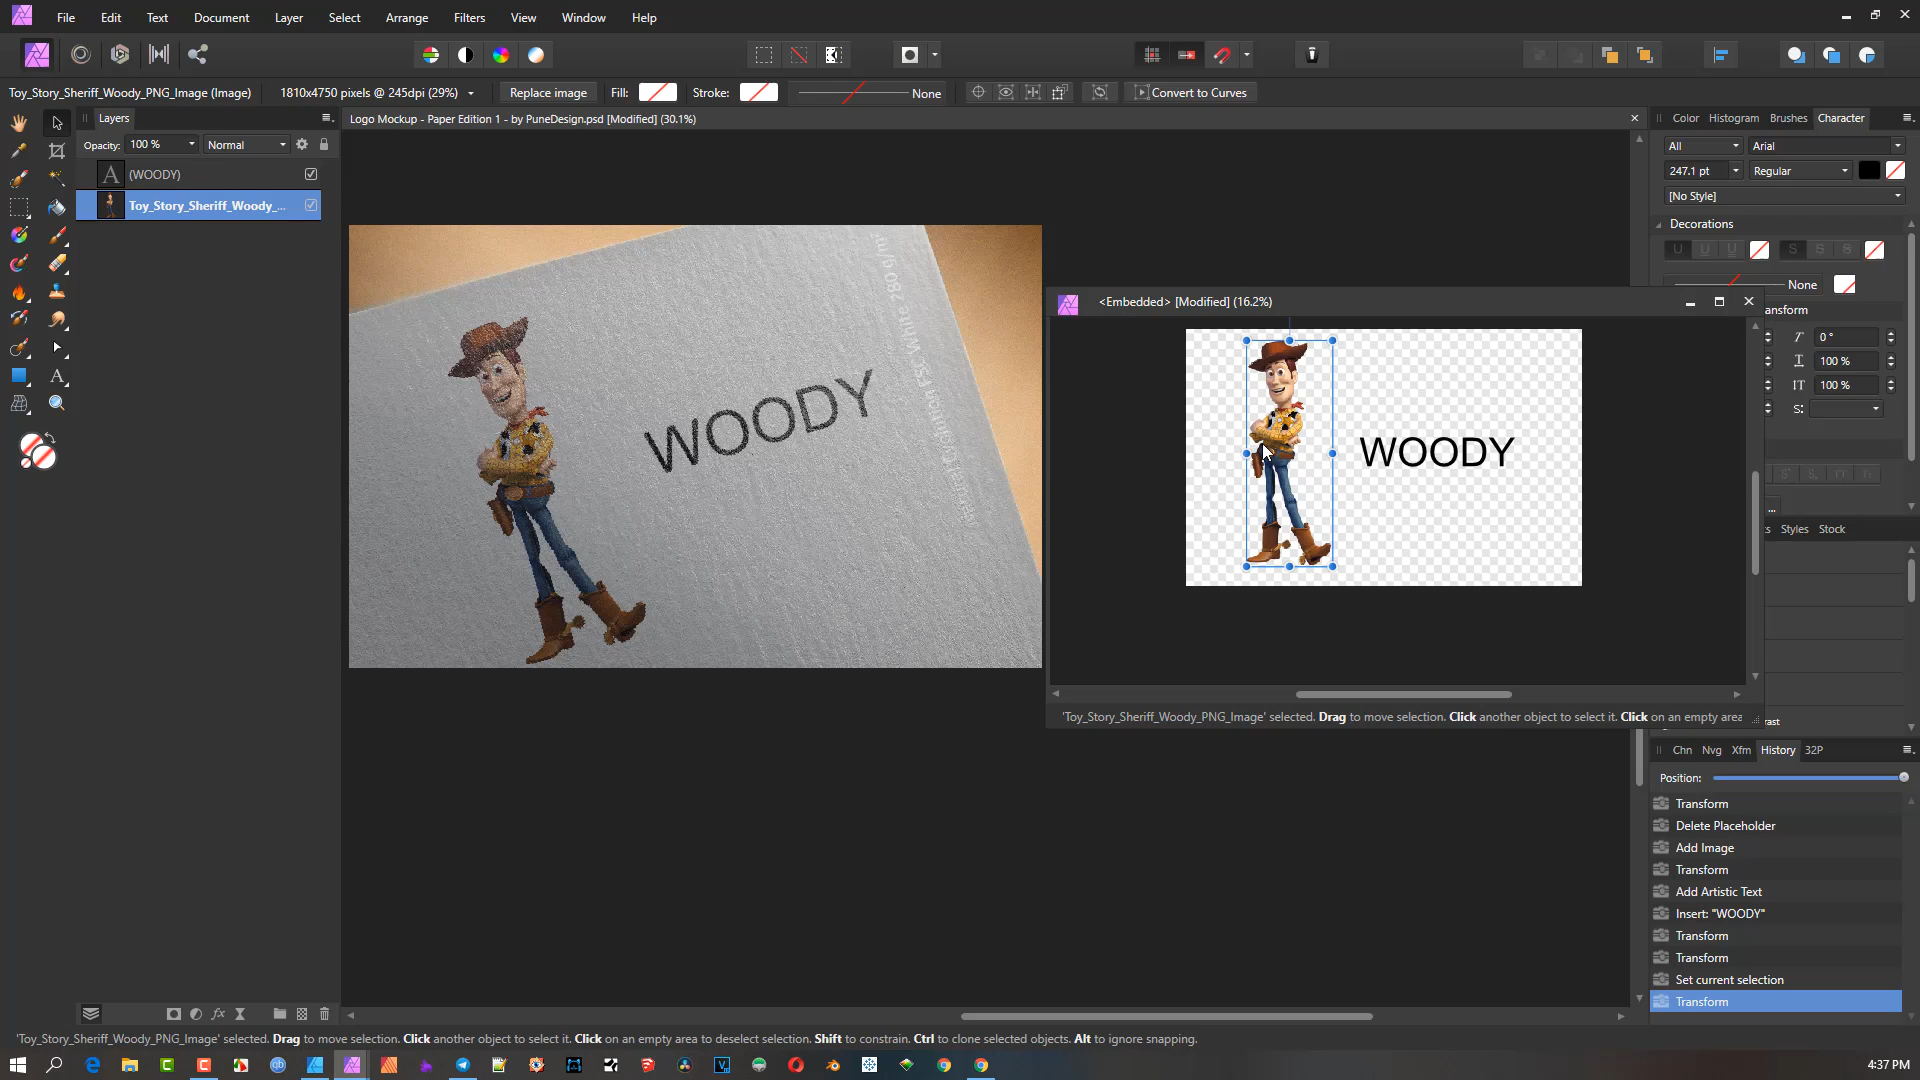 File Edit Text Document Layer Select Arrange Filters View Window Help
Toy_Story_Sheriff_Woody_PNG_Image (Image) 1810x4750 pixels @ 245dpi (29%) Replace image Fill: Stroke: None Convert to Curves
Layers
Opacity: 100 % Normal
(WOODY)
Toy_Story_Sheriff_Woody_...
Logo Mockup - Paper Edition 1 - by PuneDesign.psd [Modified] (30.1%)
WOODY
<Embedded> [Modified] (16.2%)
WOODY
'Toy_Story_Sheriff_Woody_PNG_Image' selected. Drag to move selection. Click another object to select it. Click on an empty area
Color Histogram Brushes Character
All Arial
247.1 pt Regular
[No Style]
Decorations
U U U S S S
None
ansform
0 °
100 %
100 %
S:
...
Styles Stock
rast
Chn Nvg Xfm History 32P
Position:
Transform
Delete Placeholder
Add Image
Transform
Add Artistic Text
Insert: "WOODY"
Transform
Transform
Set current selection
Transform
'Toy_Story_Sheriff_Woody_PNG_Image' selected. Drag to move selection. Click another object to select it. Click on an empty area to deselect selection. Shift to constrain. Ctrl to clone selected objects. Alt to ignore snapping.
4:37 PM